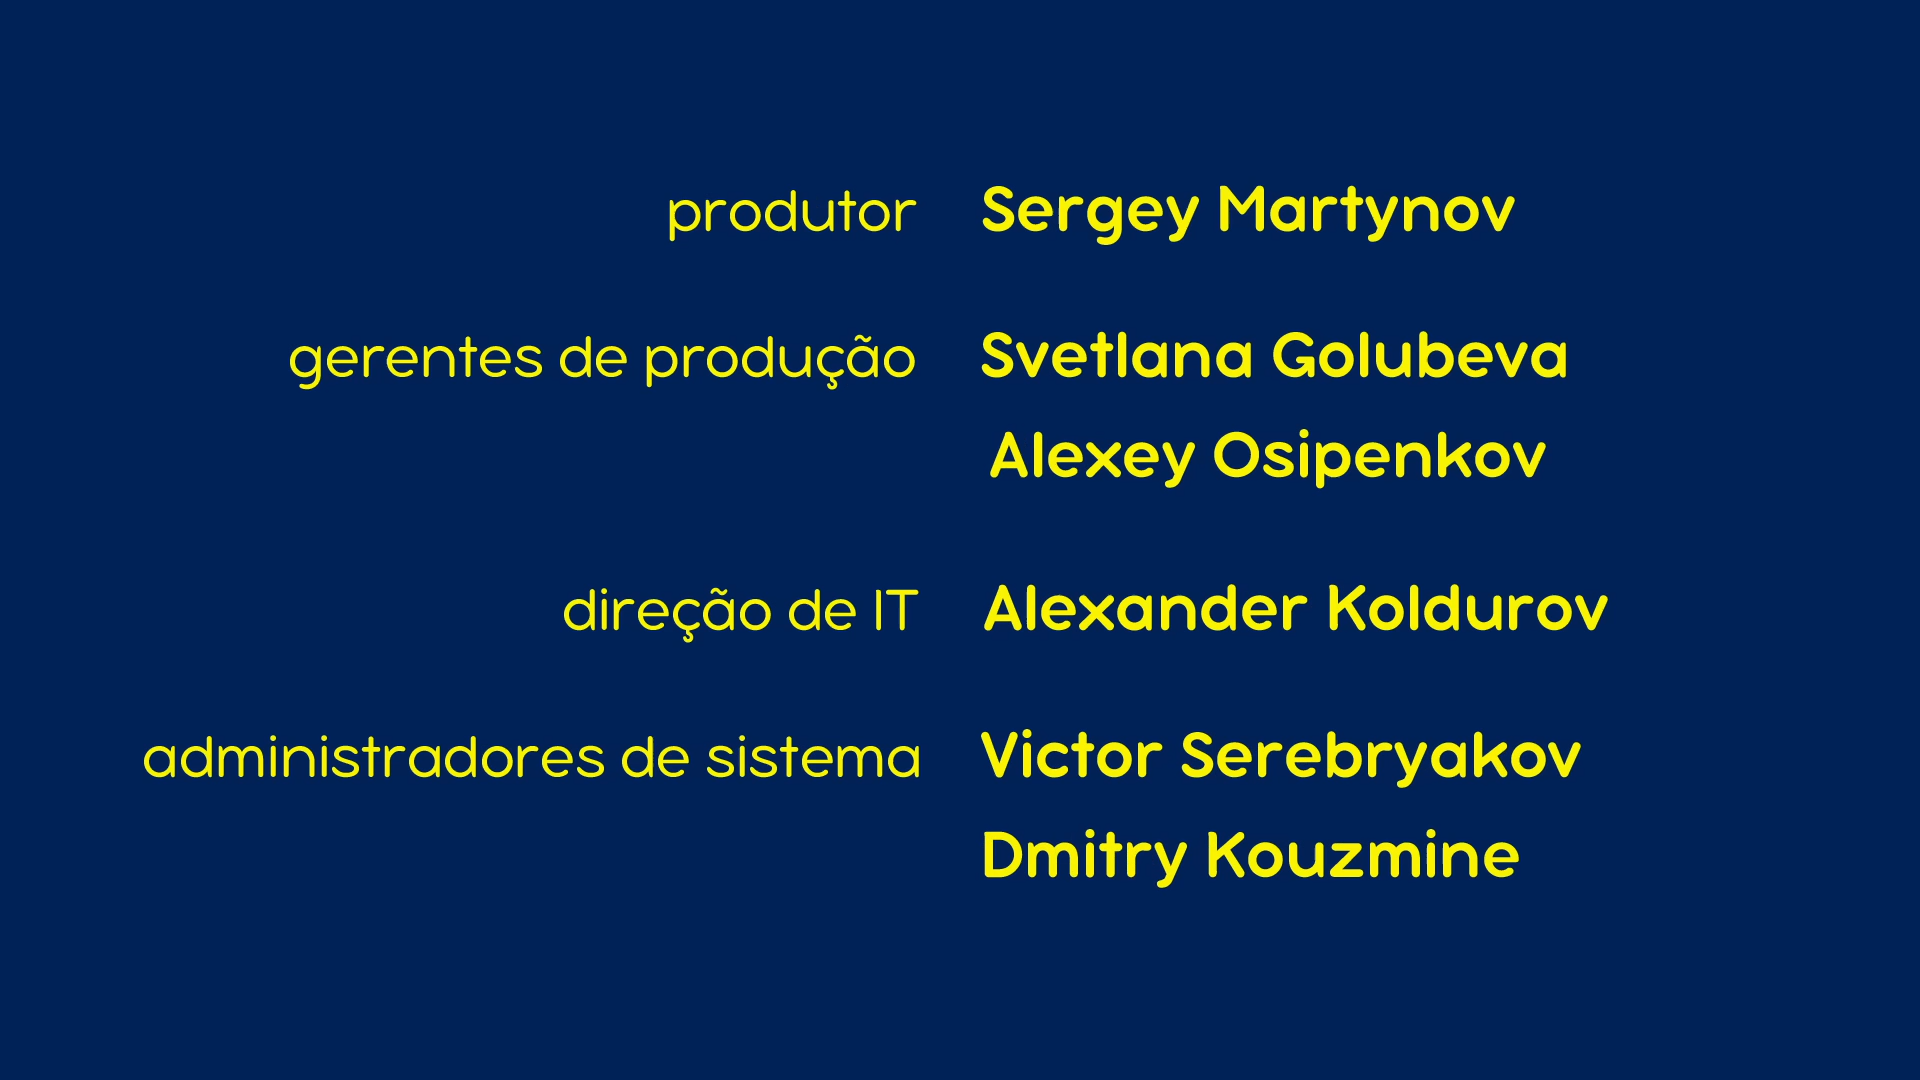 produtor Sergey Martynov
gerentes de produção Svetlana Golubeva
Alexey Osipenkov
direção de IT Alexander Koldurov
administradores de sistema Victor Serebryakov
Dmitry Kouzmine